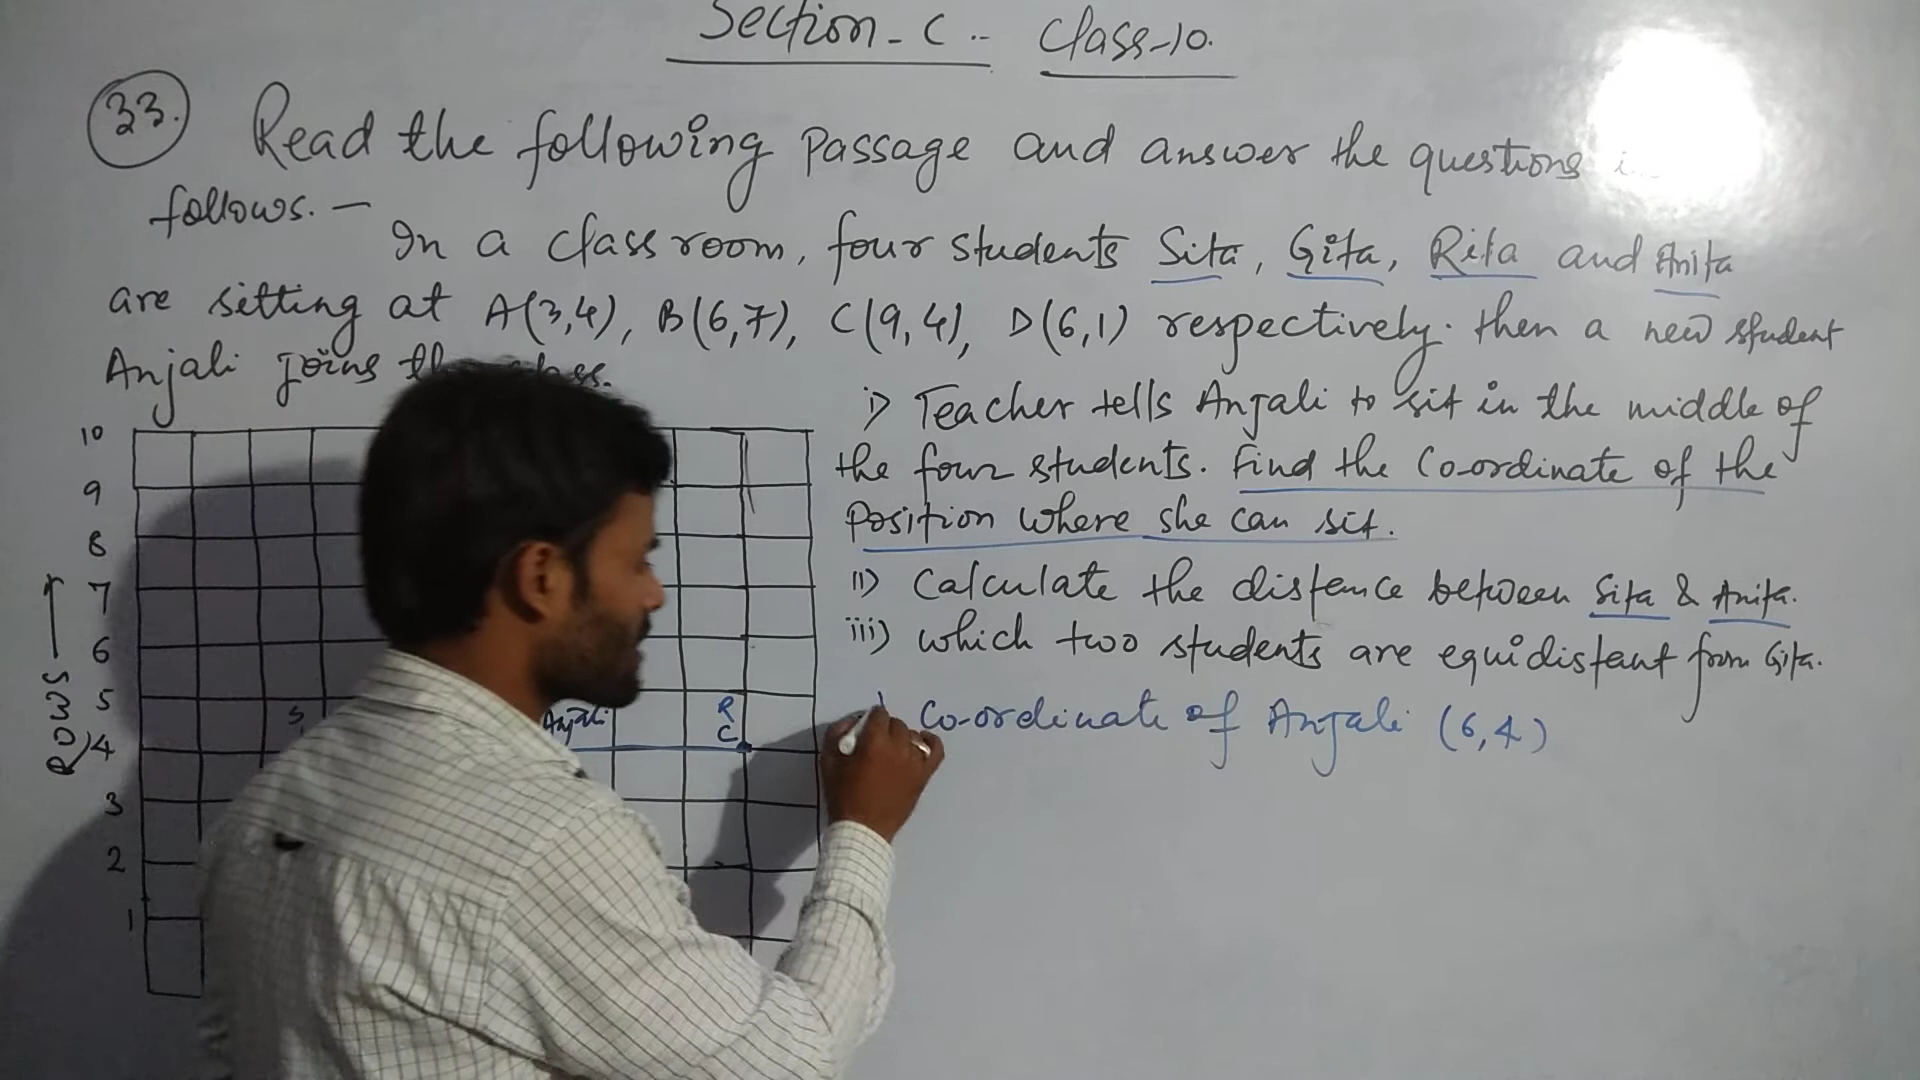 Section-C.. Class-10.
33. Read the following passage and answer the questions
follows. —
In a classroom, four students Sita, Gita, Rita and Anita
are sitting at A(3,4), B(6,7), C(9,4), D(6,1) respectively. then a new student
Anjali joins the class.
i) Teacher tells Anjali to sit in the middle of
the four students. Find the Co-ordinate of the
position where she can sit.
ii) Calculate the distence between Sita & Anita.
iii) which two students are equidistant from Gita.
Co-ordinate of Anjali (6,4)
10
9
8
7
6
5
4
3
2
1
Rows
S
Anjali
R
C